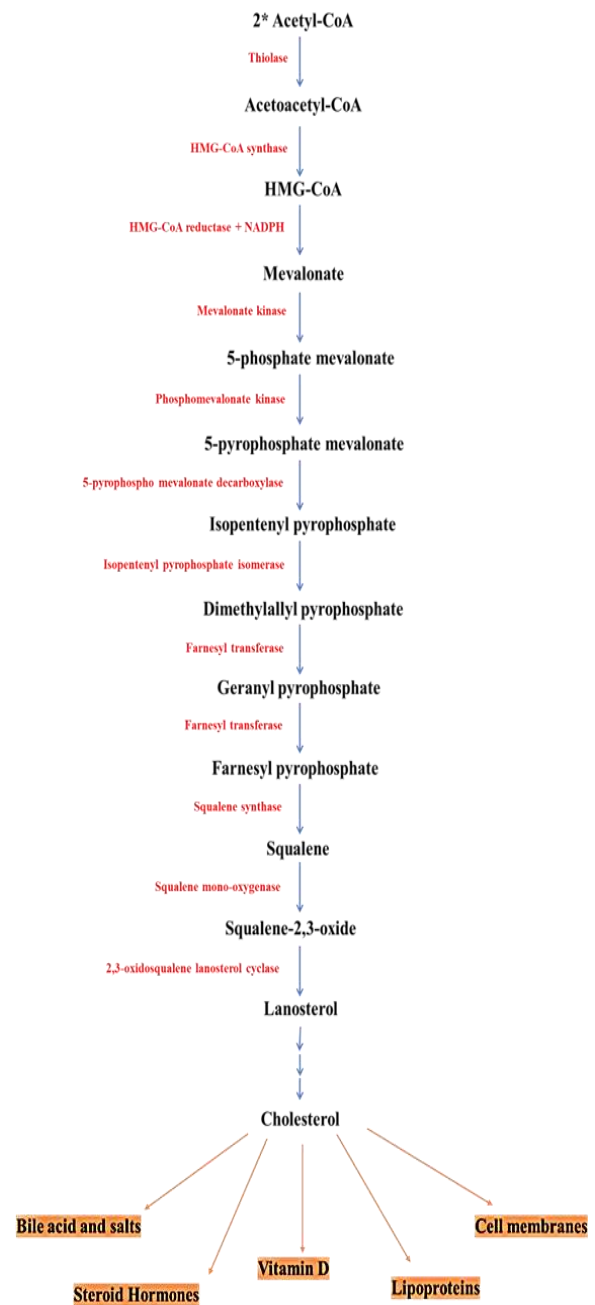 2* Acetyl-CoA
Thiolase
Acetoacetyl-CoA
HMG-CoA synthase
HMG-CoA
HMG-CoA reductase + NADPH
Mevalonate
Mevalonate kinase
5-phosphate mevalonate
Phosphomevalonate kinase
5-pyrophosphate mevalonate
5-pyrophospho mevalonate decarboxylase
Isopentenyl pyrophosphate
Isopentenyl pyrophosphate isomerase
Dimethylallyl pyrophosphate
Farnesyl transferase
Geranyl pyrophosphate
Farnesyl transferase
Farnesyl pyrophosphate
Squalene synthase
Squalene
Squalene mono-oxygenase
Squalene-2,3-oxide
2,3-oxidosqualene lanosterol cyclase
Lanosterol
Cholesterol
Bile acid and salts
Cell membranes
Vitamin D
Steroid Hormones
Lipoproteins